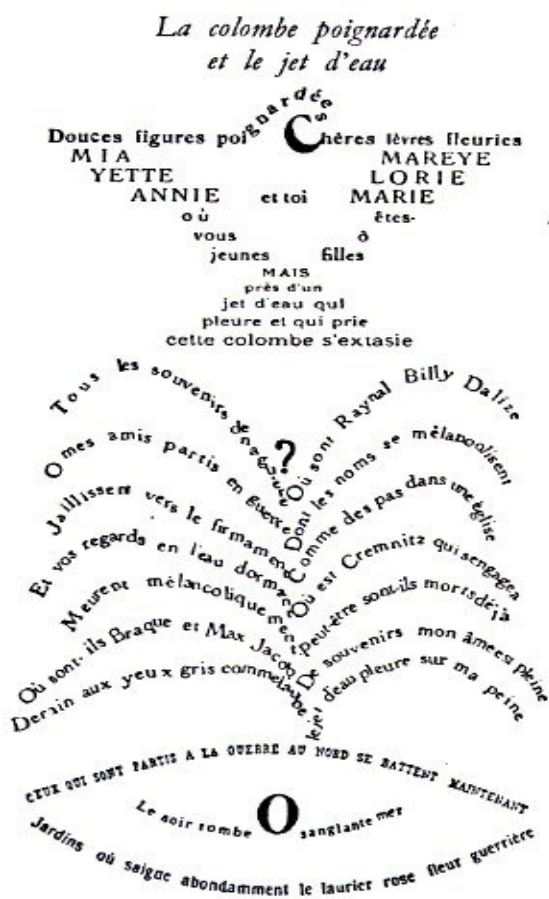 La colombe poignardée
et le jet d'eau
Douces figures poignardées Chères lèvres fleuries
MIA MAREYE
YETTE LORIE
ANNIE et toi MARIE
où êtes-
vous ô
jeunes filles
MAIS
près d'un
jet d'eau qui
pleure et qui prie
cette colombe s'extasie
Tous les souvenirs de naguère
O mes amis partis en guerre
Jaillissent vers le firmament
Et vos regards en l'eau dormant
Meurent mélancoliquement
Où sont-ils Braque et Max Jacob
Derain aux yeux gris comme l'aube
?
Où sont Raynal Billy Dalize
Dont les noms se mélancolisent
Comme des pas dans une église
Où est Cremnitz qui s'engagea
Peut-être sont-ils morts déjà
De souvenirs mon âme est pleine
Le jet d'eau pleure sur ma peine
CEUX QUI SONT PARTIS A LA GUERRE AU NORD SE BATTENT MAINTENANT
Le soir tombe O sanglante mer
Jardins où saigne abondamment le laurier rose fleur guerrière